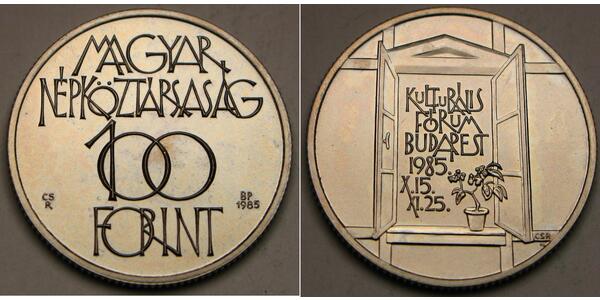 MAGYAR
NÉPKÖZTÁRSASÁG
100
FORINT
CS
R.
BP
1985
KULTURÁLIS
FÓRUM
BUDAPEST
1985.
X.15.
XI.25.
CSR